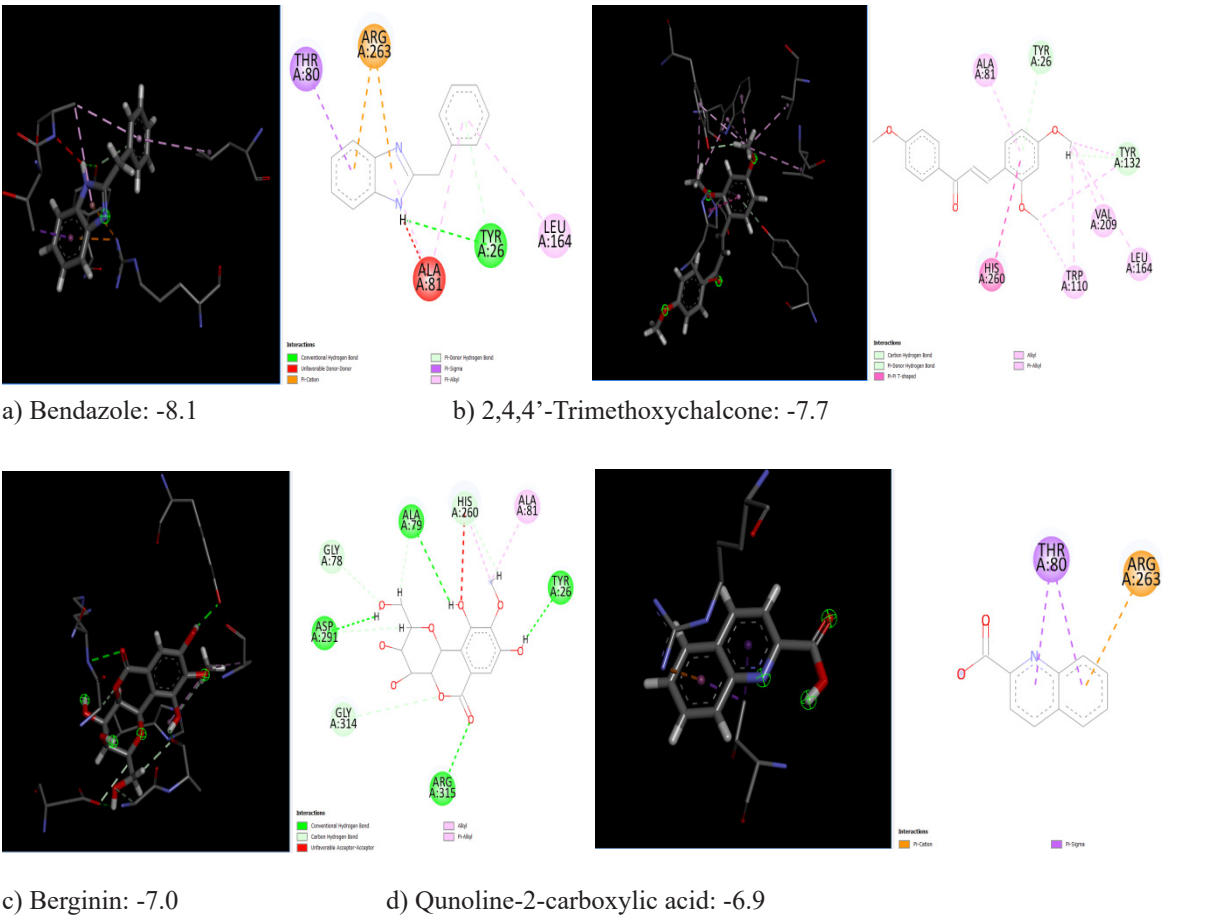 THR
A:80
ARG
A:263
N
N
H
TYR
A:26
ALA
A:81
LEU
A:164
Interactions
Conventional Hydrogen Bond
Unfavorable Donor-Donor
Pi-Cation
Pi-Donor Hydrogen Bond
Pi-Sigma
Pi-Alkyl
ALA
A:81
TYR
A:26
TYR
A:132
O
O
H
O
O
VAL
A:209
LEU
A:164
TRP
A:110
HIS
A:260
Interactions
Carbon Hydrogen Bond
Pi-Donor Hydrogen Bond
Pi-Pi T-shaped
Alkyl
Pi-Alkyl
a) Bendazole: -8.1
b) 2,4,4’-Trimethoxychalcone: -7.7
ALA
A:79
HIS
A:260
ALA
A:81
GLY
A:78
TYR
A:26
ASP
A:291
GLY
A:314
ARG
A:315
H
H
H
H
H
H
O
O
O
O
O
O
O
O
O
Interactions
Conventional Hydrogen Bond
Carbon Hydrogen Bond
Unfavorable Acceptor-Acceptor
Alkyl
Pi-Alkyl
THR
A:80
ARG
A:263
O
O
N
Interactions
Pi-Cation
Pi-Sigma
c) Berginin: -7.0
d) Qunoline-2-carboxylic acid: -6.9